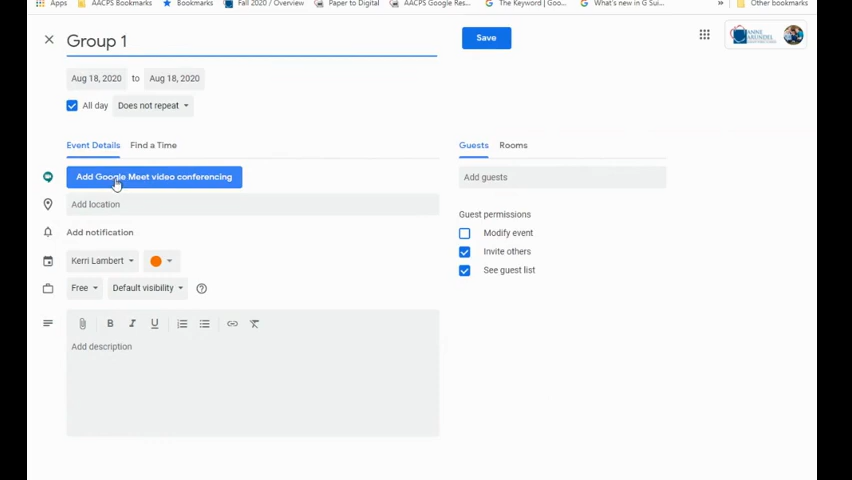 Apps AACPS Bookmarks Bookmarks Fall 2020 / Overview Paper to Digital AACPS Google Res... The Keyword | Goo... What's new in G Sui... » Other bookmarks
Group 1
Save
ANNE ARUNDEL
Aug 18, 2020 to Aug 18, 2020
All day Does not repeat
Event Details Find a Time
Guests Rooms
Add Google Meet video conferencing
Add guests
Add location
Guest permissions
Add notification
Modify event
Invite others
Kerri Lambert
See guest list
Free Default visibility
B I U
Add description